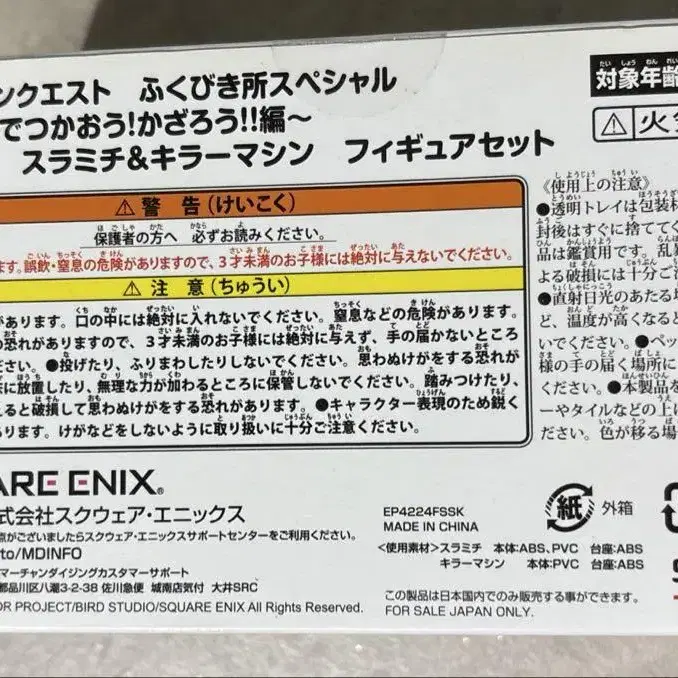 ンクエスト ふくびき所スペシャル
でつかおう!かざろう!!編～
スラミチ&キラーマシン フィギュアセット
⚠警告(けいこく)
保護者の方へ 必ずお読みください。
ます。誤飲・窒息の危険がありますので、3才未満のお子様には絶対に与えないでください。
⚠注意(ちゅうい)
があります。口の中には絶対に入れないでください。窒息などの危険があります。
の恐れがありますので、3才未満のお子様には絶対に与えず、手の届かないところ
ください。●投げたり、ふりまわしたりしないでください。思わぬけがをする恐れが
に放置したり、無理な力が加わるところに保管しないでください。踏みつけたり、
ると破損して思わぬけがをする恐れがあります。●キャラクター表現のため鋭く
あります。けがなどをしないように取り扱いに十分ご注意ください。
対象年齢
⚠火
《使用上の注意》
●透明トレイは包装材
封後はすぐに捨ててく
品は鑑賞用です。乱
よる破損には十分ご注
●直射日光のあたる場
ど、温度が高くなると
いでください。●ペッ
様の手の届く場所に
ください。●本製品を
ーやタイルなどの上に
ださい。色が移る場
ARE ENIX®
式会社スクウェア・エニックス
点がございましたらスクウェア・エニックスサポートセンターをご利用ください。
to/MDINFO
マーチャンダイジングカスタマーサポート
都品川区八潮3-2-38 佐川急便 城南店気付 大井SRC
OR PROJECT/BIRD STUDIO/SQUARE ENIX All Rights Reserved.
EP4224FSSK
MADE IN CHINA
紙 外箱
<使用素材> スラミチ 本体:ABS、PVC 台座:ABS
キラーマシン 本体:PVC 台座:ABS
この製品は日本国内でのみ販売する事ができます。
FOR SALE JAPAN ONLY.